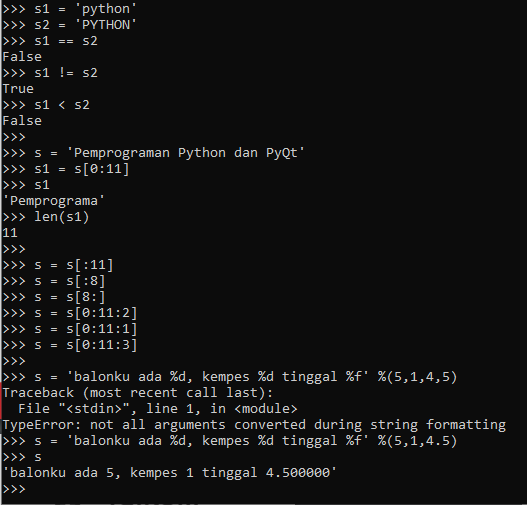 >>> s1 = 'python'
>>> s2 = 'PYTHON'
>>> s1 == s2
False
>>> s1 != s2
True
>>> s1 < s2
False
>>>
>>> s = 'Pemprograman Python dan PyQt'
>>> s1 = s[0:11]
>>> s1
'Pemprograma'
>>> len(s1)
11
>>>
>>> s = s[:11]
>>> s = s[:8]
>>> s = s[8:]
>>> s = s[0:11:2]
>>> s = s[0:11:1]
>>> s = s[0:11:3]
>>>
>>> s = 'balonku ada %d, kempes %d tinggal %f' %(5,1,4,5)
Traceback (most recent call last):
  File "<stdin>", line 1, in <module>
TypeError: not all arguments converted during string formatting
>>> s = 'balonku ada %d, kempes %d tinggal %f' %(5,1,4.5)
>>> s
'balonku ada 5, kempes 1 tinggal 4.500000'
>>>